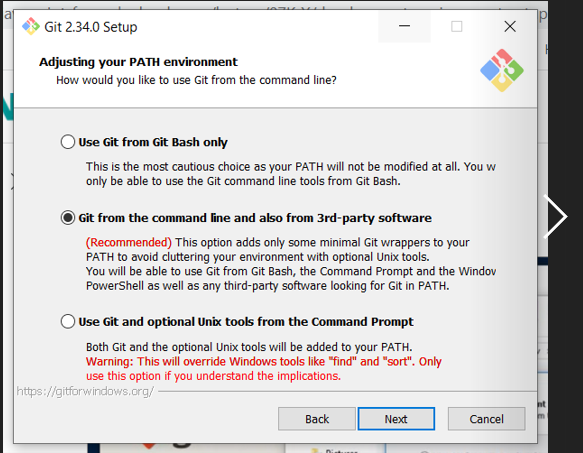 Git 2.34.0 Setup
Adjusting your PATH environment
How would you like to use Git from the command line?
Use Git from Git Bash only
This is the most cautious choice as your PATH will not be modified at all. You w
only be able to use the Git command line tools from Git Bash.
Git from the command line and also from 3rd-party software
(Recommended) This option adds only some minimal Git wrappers to your
PATH to avoid cluttering your environment with optional Unix tools.
You will be able to use Git from Git Bash, the Command Prompt and the Window
PowerShell as well as any third-party software looking for Git in PATH.
Use Git and optional Unix tools from the Command Prompt
Both Git and the optional Unix tools will be added to your PATH.
Warning: This will override Windows tools like "find" and "sort". Only
use this option if you understand the implications.
https://gitforwindows.org/
Back Next Cancel